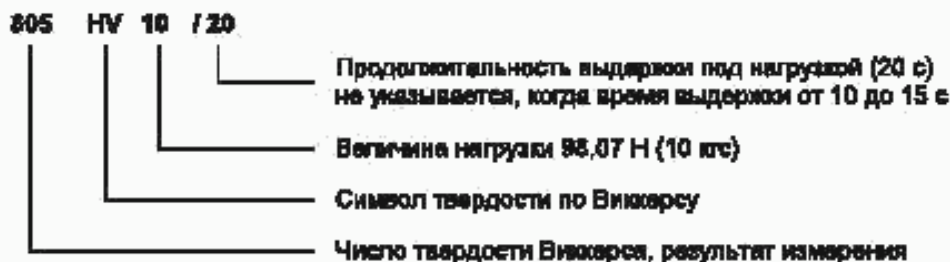 805 HV 10 / 20
Продолжительность выдержки под нагрузкой (20 с)
не указывается, когда время выдержки от 10 до 15 с
Величина нагрузки 98,07 Н (10 кгс)
Символ твердости по Виккерсу
Число твердости Виккерса, результат измерения